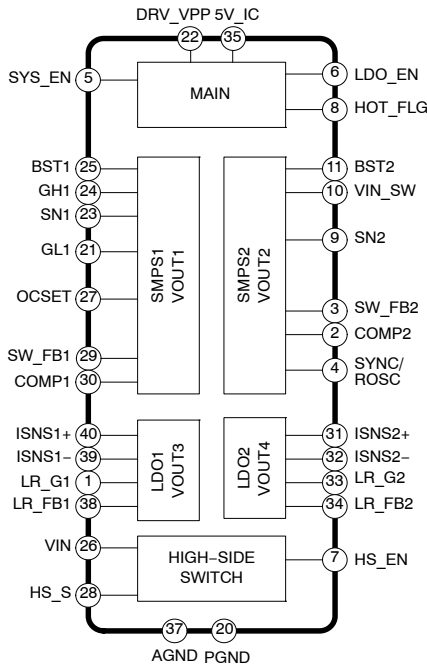 DRV_VPP 5V_IC
22 35
SYS_EN 5
MAIN
6 LDO_EN
8 HOT_FLG
BST1 25
GH1 24
SN1 23
GL1 21
OCSET 27
SW_FB1 29
COMP1 30
SMPS1
VOUT1
SMPS2
VOUT2
11 BST2
10 VIN_SW
9 SN2
3 SW_FB2
2 COMP2
4 SYNC/
ROSC
ISNS1+ 40
ISNS1− 39
LR_G1 1
LR_FB1 38
LDO1
VOUT3
LDO2
VOUT4
31 ISNS2+
32 ISNS2−
33 LR_G2
34 LR_FB2
VIN 26
HS_S 28
HIGH−SIDE
SWITCH
7 HS_EN
37 20
AGND PGND